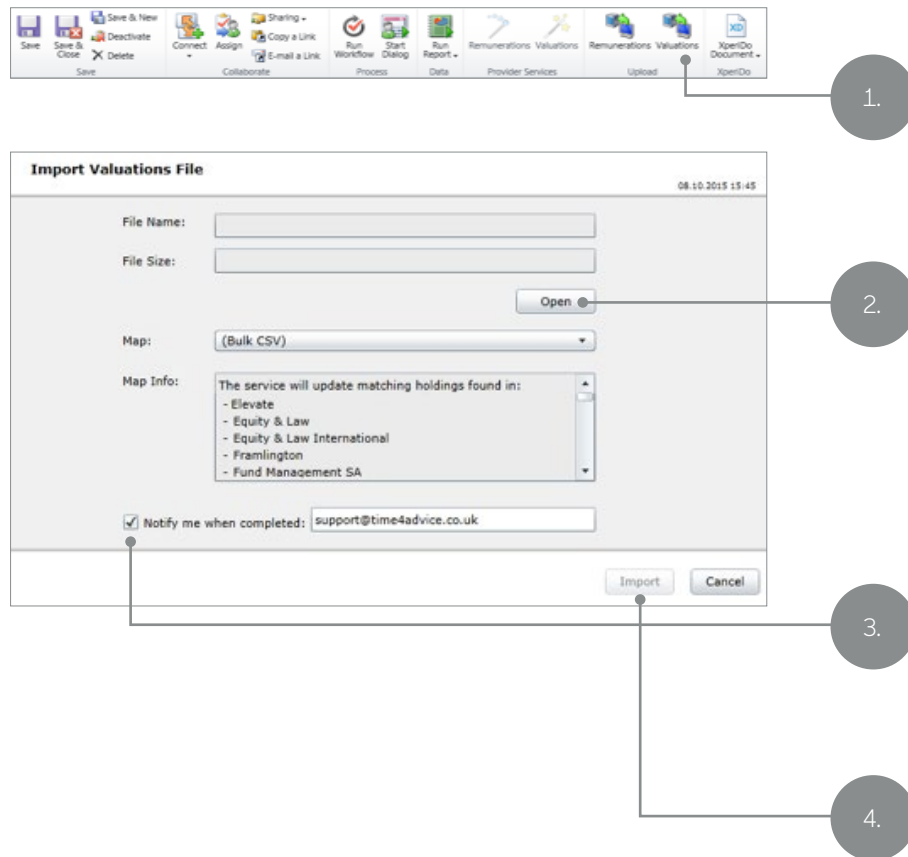 Save
Save & Close
Save & New
Deactivate
Delete
Save
Connect
Assign
Sharing
Copy a Link
E-mail a Link
Collaborate
Run Workflow
Start Dialog
Process
Run Report
Data
Remunerations
Valuations
Provider Services
Remunerations
Valuations
Upload
XD
XperiDo Document
XperiDo
1.
Import Valuations File
08.10.2015 15:45
File Name:
File Size:
Open
2.
Map: (Bulk CSV)
Map Info: The service will update matching holdings found in:
- Elevate
- Equity & Law
- Equity & Law International
- Framlington
- Fund Management SA
Notify me when completed: support@time4advice.co.uk
Import Cancel
3.
4.